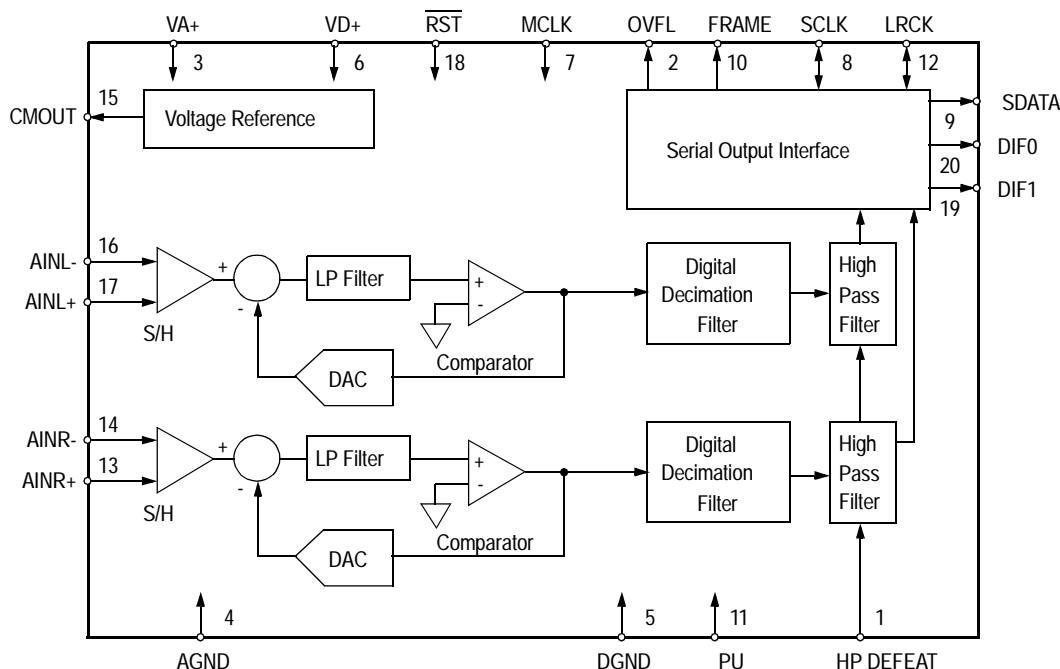 VA+ VD+ RST MCLK OVFL FRAME SCLK LRCK
3 6 18 7 2 10 8 12
CMOUT 15 Voltage Reference Serial Output Interface SDATA
9
DIF0
20
DIF1
19
AINL- 16
AINL+ 17
S/H
+
-
LP Filter
+
-
Comparator
DAC
Digital
Decimation
Filter
High
Pass
Filter
AINR- 14
AINR+ 13
S/H
+
-
LP Filter
+
-
Comparator
DAC
Digital
Decimation
Filter
High
Pass
Filter
4 5 11 1
AGND DGND PU HP DEFEAT